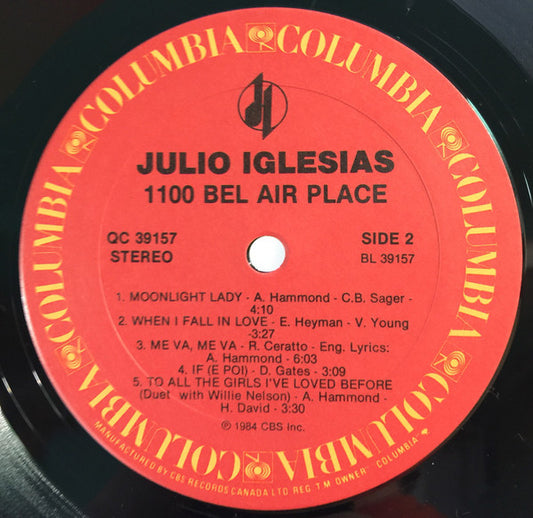 COLUMBIA COLUMBIA COLUMBIA COLUMBIA COLUMBIA COLUMBIA
JULIO IGLESIAS
1100 BEL AIR PLACE
QC 39157
STEREO
SIDE 2
BL 39157
1. MOONLIGHT LADY - A. Hammond - C.B. Sager -
4:10
2. WHEN I FALL IN LOVE - E. Heyman - V. Young
- 3:27
3. ME VA, ME VA - R. Ceratto - Eng. Lyrics:
A. Hammond - 6:03
4. IF (E POI) - D. Gates - 3:09
5. TO ALL THE GIRLS I'VE LOVED BEFORE
(Duet with Willie Nelson) - A. Hammond -
H. David - 3:30
℗ 1984 CBS Inc.
MANUFACTURED BY CBS RECORDS CANADA LTD REG. T M OWNER "COLUMBIA"